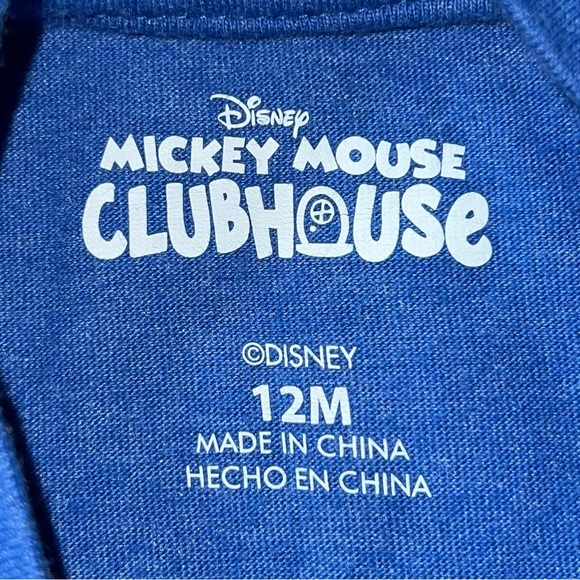 Disney
MICKEY MOUSE
CLUBHOUSE
©DISNEY
12M
MADE IN CHINA
HECHO EN CHINA